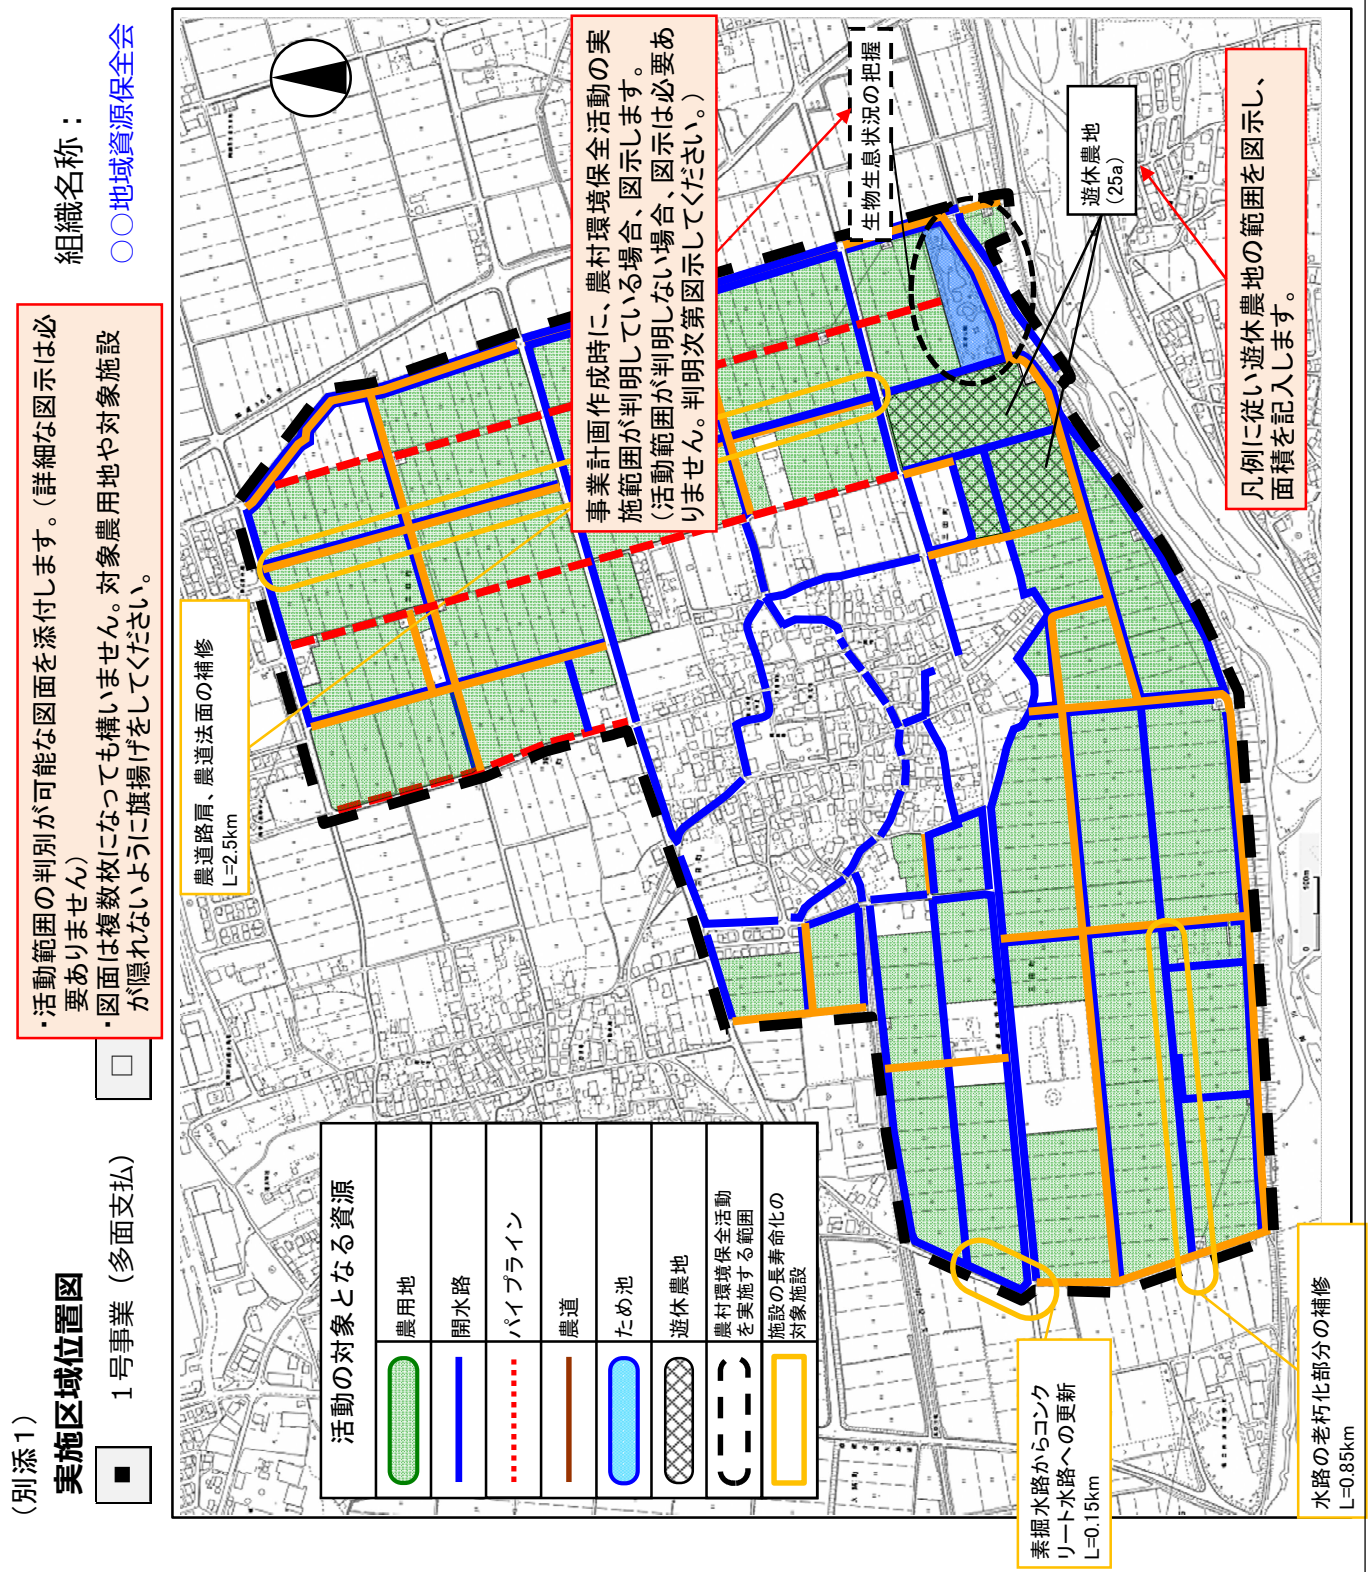 (別添1)
実施区域位置図
■ 1号事業(多面支払)
□
組織名称：
○○地域資源保全会
・活動範囲の判別が可能な図面を添付します。(詳細な図示は必
要ありません)
・図面は複数枚になっても構いません。対象農用地や対象施設
が隠れないように旗揚げをしてください。
農道路肩、農道法面の補修
L=2.5km
事業計画作成時に、農村環境保全活動の実
施範囲が判明している場合、図示します。
(活動範囲が判明しない場合、図示は必要あ
りません。判明次第図示してください。)
生物生息状況の把握
遊休農地
(25a)
凡例に従い遊休農地の範囲を図示し、
面積を記入します。
活動の対象となる資源
農用地
開水路
パイプライン
農道
ため池
遊休農地
農村環境保全活動
を実施する範囲
施設の長寿命化の
対象施設
素掘水路からコンク
リート水路への更新
L=0.15km
水路の老朽化部分の補修
L=0.85km
0 100m